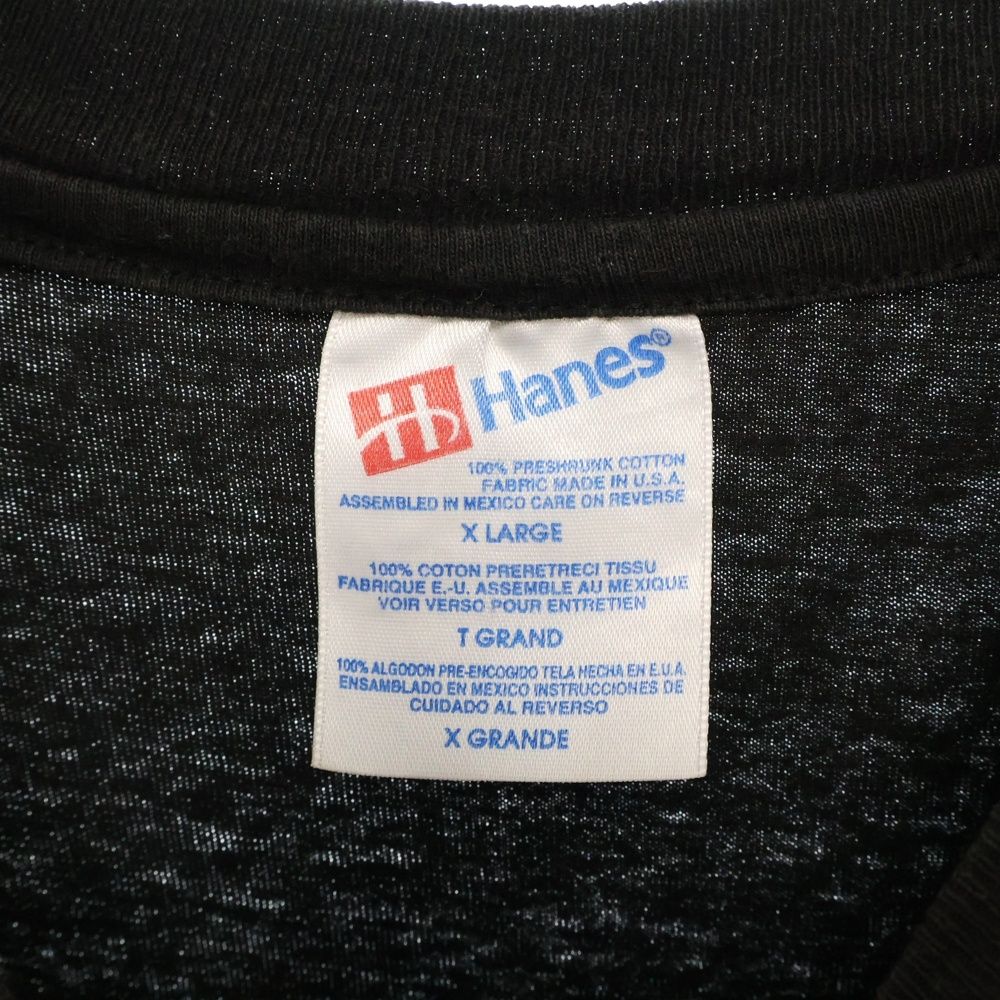 H Hanes®
100% PRESHRUNK COTTON
FABRIC MADE IN U.S.A.
ASSEMBLED IN MEXICO CARE ON REVERSE
X LARGE
100% COTON PRERETRECI TISSU
FABRIQUE E.-U. ASSEMBLE AU MEXIQUE
VOIR VERSO POUR ENTRETIEN
T GRAND
100% ALGODON PRE-ENCOGIDO TELA HECHA EN E.U.A.
ENSAMBLADO EN MEXICO INSTRUCCIONES DE
CUIDADO AL REVERSO
X GRANDE